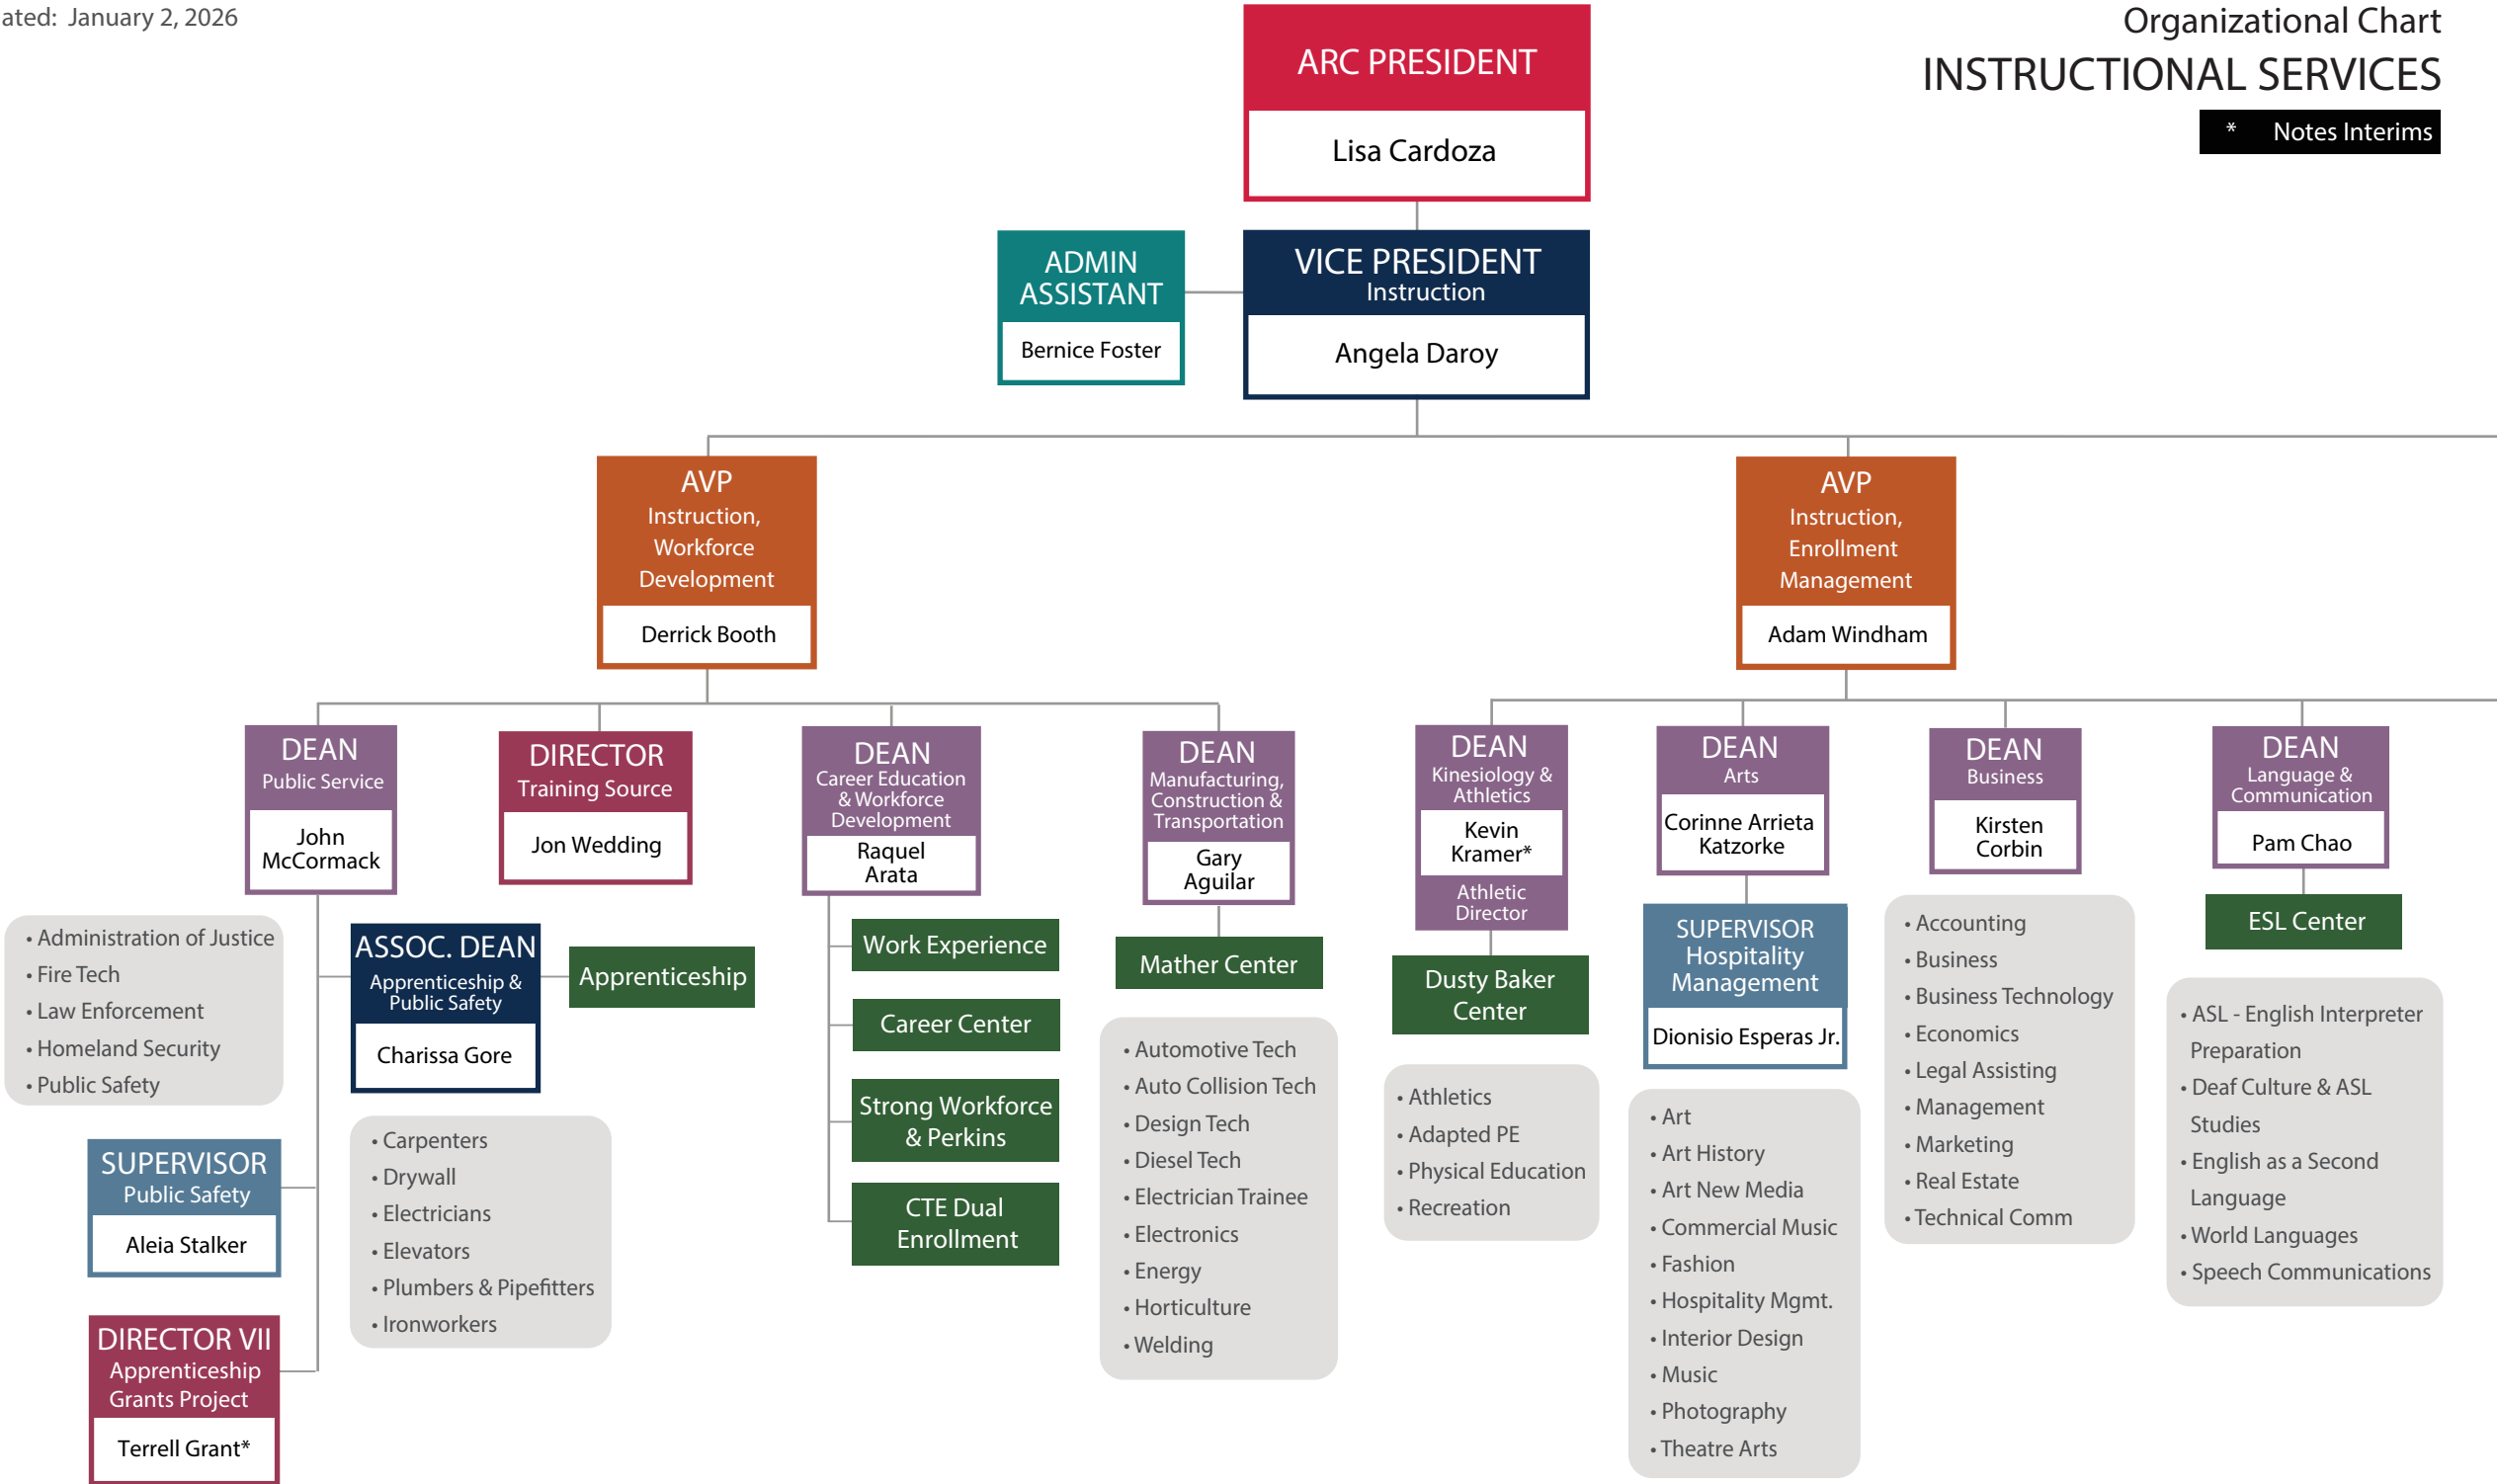 ated: January 2, 2026
Organizational Chart
INSTRUCTIONAL SERVICES
* Notes Interims
ARC PRESIDENT
Lisa Cardoza
ADMIN
ASSISTANT
Bernice Foster
VICE PRESIDENT
Instruction
Angela Daroy
AVP
Instruction,
Workforce
Development
Derrick Booth
AVP
Instruction,
Enrollment
Management
Adam Windham
DEAN
Public Service
John
McCormack
• Administration of Justice
• Fire Tech
• Law Enforcement
• Homeland Security
• Public Safety
ASSOC. DEAN
Apprenticeship &
Public Safety
Charissa Gore
Apprenticeship
• Carpenters
• Drywall
• Electricians
• Elevators
• Plumbers & Pipefitters
• Ironworkers
SUPERVISOR
Public Safety
Aleia Stalker
DIRECTOR VII
Apprenticeship
Grants Project
Terrell Grant*
DIRECTOR
Training Source
Jon Wedding
DEAN
Career Education
& Workforce
Development
Raquel
Arata
Work Experience
Career Center
Strong Workforce
& Perkins
CTE Dual
Enrollment
DEAN
Manufacturing,
Construction &
Transportation
Gary
Aguilar
Mather Center
• Automotive Tech
• Auto Collision Tech
• Design Tech
• Diesel Tech
• Electrician Trainee
• Electronics
• Energy
• Horticulture
• Welding
DEAN
Kinesiology &
Athletics
Kevin
Kramer*
Athletic
Director
Dusty Baker
Center
• Athletics
• Adapted PE
• Physical Education
• Recreation
DEAN
Arts
Corinne Arrieta
Katzorke
SUPERVISOR
Hospitality
Management
Dionisio Esperas Jr.
• Art
• Art History
• Art New Media
• Commercial Music
• Fashion
• Hospitality Mgmt.
• Interior Design
• Music
• Photography
• Theatre Arts
DEAN
Business
Kirsten
Corbin
• Accounting
• Business
• Business Technology
• Economics
• Legal Assisting
• Management
• Marketing
• Real Estate
• Technical Comm
DEAN
Language &
Communication
Pam Chao
ESL Center
• ASL - English Interpreter
Preparation
• Deaf Culture & ASL
Studies
• English as a Second
Language
• World Languages
• Speech Communications